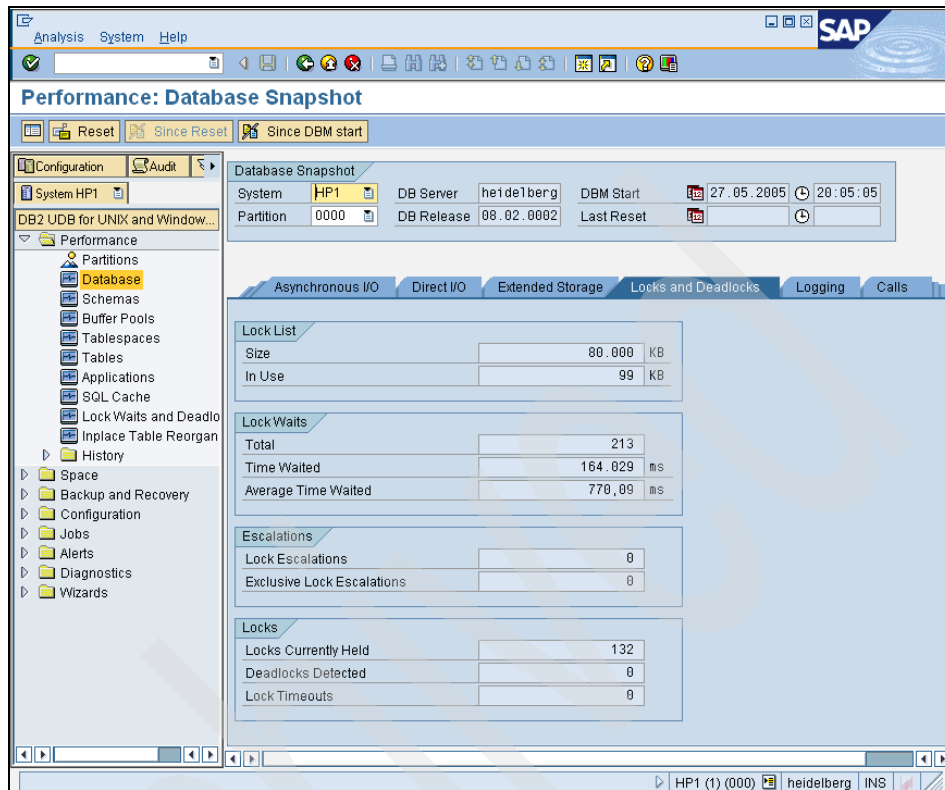 Analysis System Help
SAP
Performance: Database Snapshot
Reset Since Reset Since DBM start
Configuration Audit
System HP1
DB2 UDB for UNIX and Window...
Performance
Partitions
Database
Schemas
Buffer Pools
Tablespaces
Tables
Applications
SQL Cache
Lock Waits and Deadlo
Inplace Table Reorgan
History
Space
Backup and Recovery
Configuration
Jobs
Alerts
Diagnostics
Wizards
Database Snapshot
System HP1 DB Server heidelberg DBM Start 27.05.2005 20:05:05
Partition 0000 DB Release 08.02.0002 Last Reset
Asynchronous I/O Direct I/O Extended Storage Locks and Deadlocks Logging Calls
Lock List
Size 80.000 KB
In Use 99 KB
Lock Waits
Total 213
Time Waited 164.029 ms
Average Time Waited 770,09 ms
Escalations
Lock Escalations 0
Exclusive Lock Escalations 0
Locks
Locks Currently Held 132
Deadlocks Detected 0
Lock Timeouts 0
HP1 (1) (000) heidelberg INS